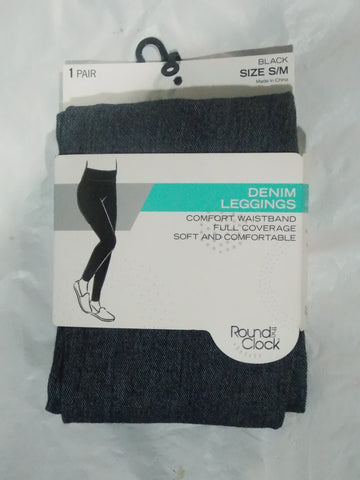 1 PAIR
BLACK
SIZE S/M
Made in China
DENIM
LEGGINGS
COMFORT WAISTBAND
FULL COVERAGE
SOFT AND COMFORTABLE
Round the
Clock